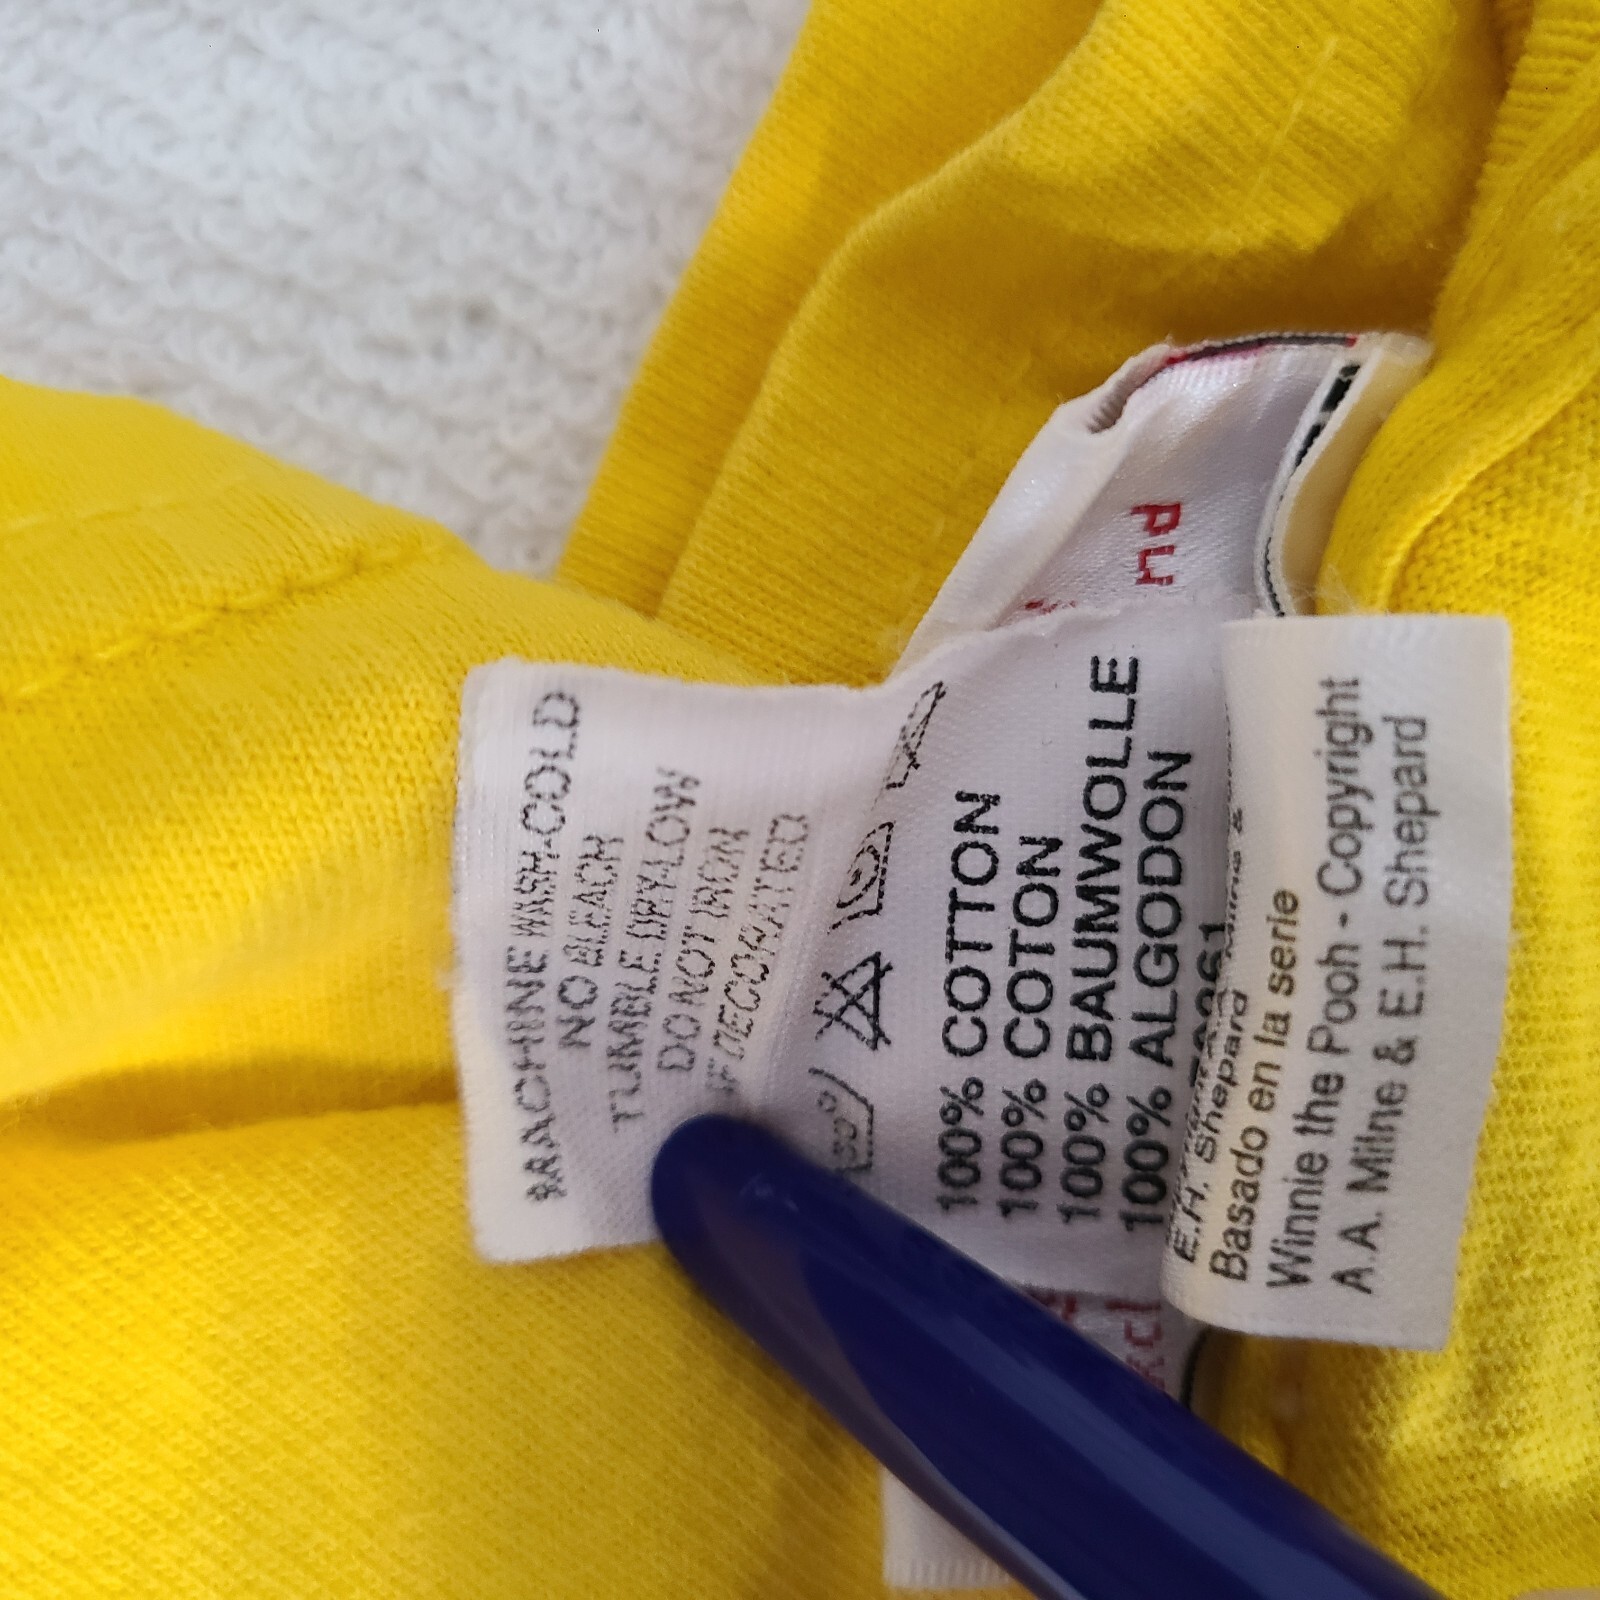 MACHINE WASH-COLD
NO BLEACH
TUMBLE DRY-LOW
DO NOT IRON
IF DECORATED
100% COTTON
100% COTON
100% BAUMWOLLE
100% ALGODON
E.H. Shepard
Basado en la serie
Winnie the Pooh - Copyright
A.A. Milne & E.H. Shepard